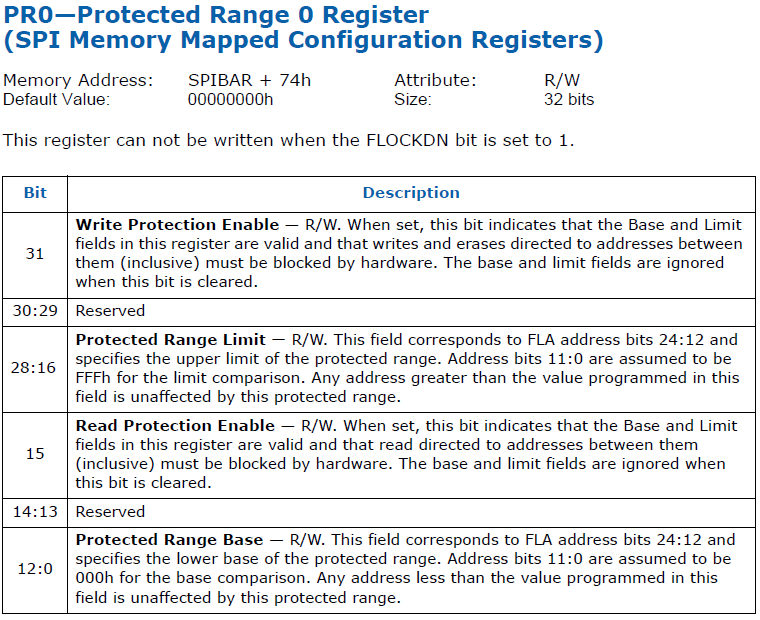 PR0—Protected Range 0 Register
(SPI Memory Mapped Configuration Registers)
Memory Address: SPIBAR + 74h Attribute: R/W
Default Value: 00000000h Size: 32 bits
This register can not be written when the FLOCKDN bit is set to 1.
Bit Description
Write Protection Enable — R/W. When set, this bit indicates that the Base and Limit
fields in this register are valid and that writes and erases directed to addresses between
31 them (inclusive) must be blocked by hardware. The base and limit fields are ignored
when this bit is cleared.
30:29 Reserved
Protected Range Limit — R/W. This field corresponds to FLA address bits 24:12 and
specifies the upper limit of the protected range. Address bits 11:0 are assumed to be
28:16 FFFh for the limit comparison. Any address greater than the value programmed in this
field is unaffected by this protected range.
Read Protection Enable — R/W. When set, this bit indicates that the Base and Limit
fields in this register are valid and that read directed to addresses between them
15 (inclusive) must be blocked by hardware. The base and limit fields are ignored when
this bit is cleared.
14:13 Reserved
Protected Range Base — R/W. This field corresponds to FLA address bits 24:12 and
specifies the lower base of the protected range. Address bits 11:0 are assumed to be
12:0 000h for the base comparison. Any address less than the value programmed in this
field is unaffected by this protected range.